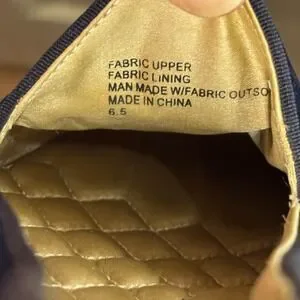 FABRIC UPPER
FABRIC LINING
MAN MADE W/FABRIC OUTSO
MADE IN CHINA
6.5